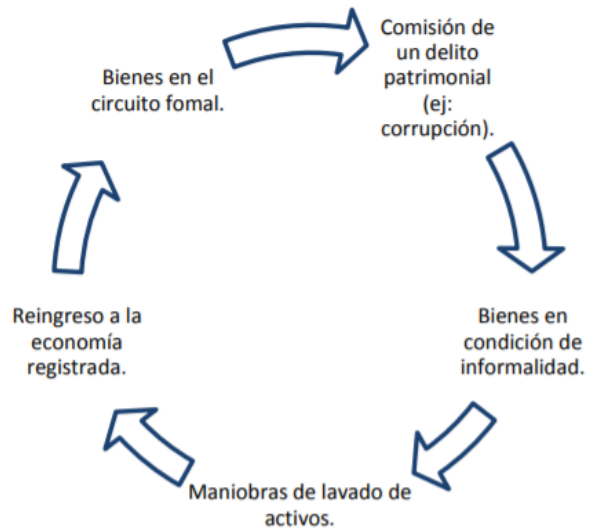 Comisión de
un delito
patrimonial
(ej:
corrupción).
Bienes en
condición de
informalidad.
Maniobras de lavado de
activos.
Reingreso a la
economía
registrada.
Bienes en el
circuito fomal.